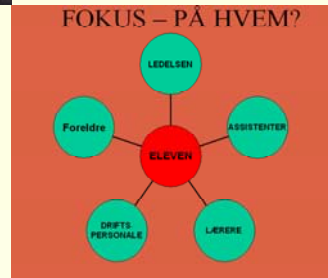 FOKUS – PÅ HVEM?
LEDELSEN
Foreldre
ASSISTENTER
ELEVEN
DRIFTS
PERSONALE
LÆRERE